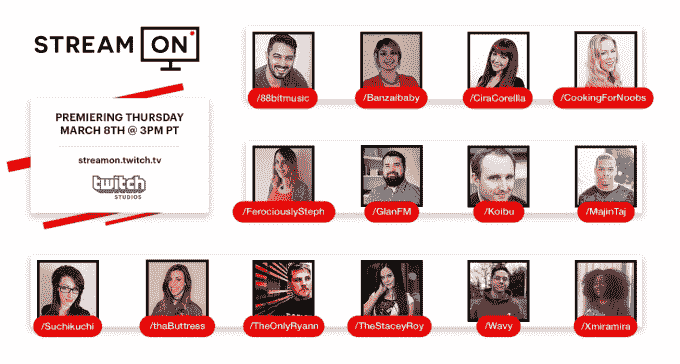 STREAM ON
PREMIERING THURSDAY
MARCH 8TH @ 3PM PT
streamon.twitch.tv
twitch
STUDIOS
/88bitmusic
/Banzaibaby
/CiraCorellia
/CookingForNoobs
/FerociouslySteph
/GlanFM
/Koibu
/MajinTaj
/Suchikuchi
/thaButtress
/TheOnlyRyann
/TheStaceyRoy
/Wavy
/Xmiramira